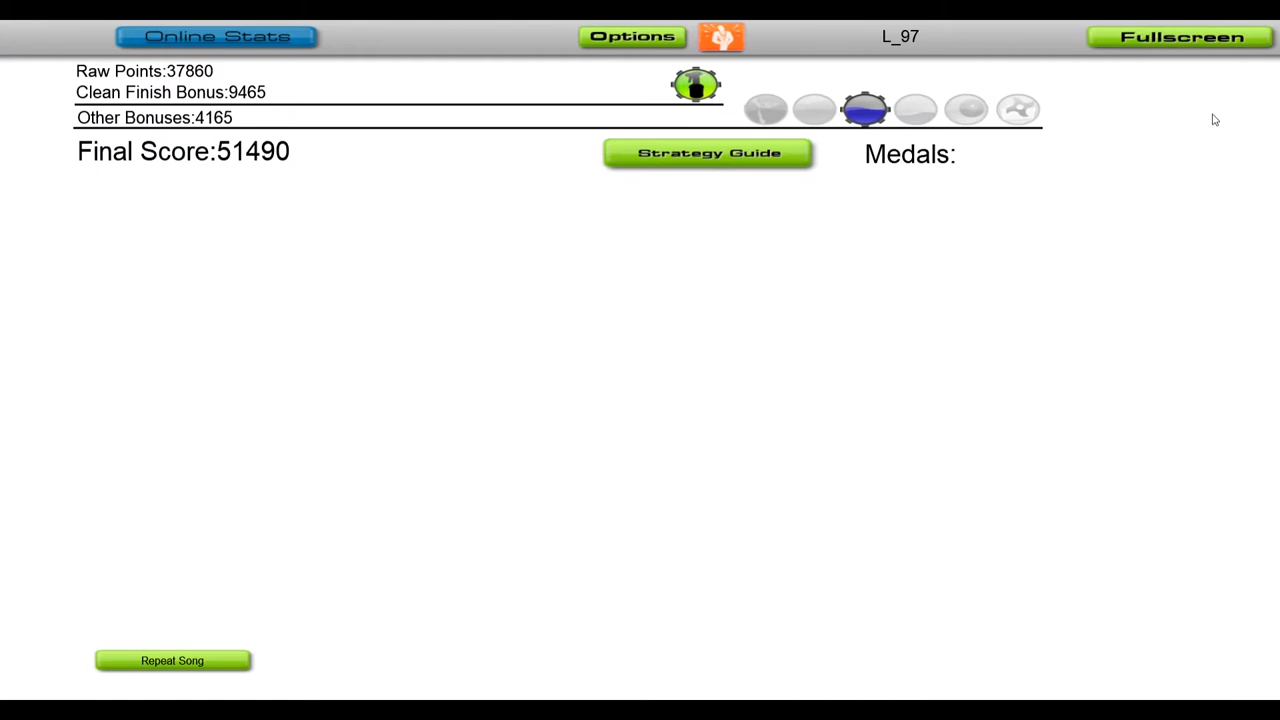 Online Stats
Options
L_97
Fullscreen
Raw Points:37860
Clean Finish Bonus:9465
Other Bonuses:4165
Final Score:51490
Strategy Guide
Medals:
Repeat Song